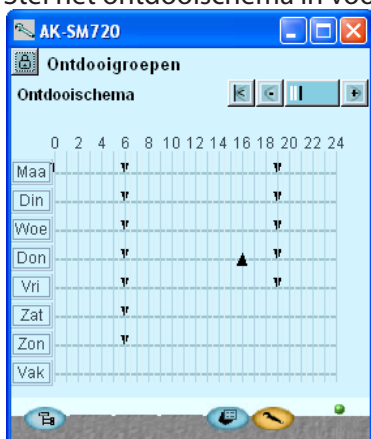 Stel het ontdooischema in voo
AK-SM720
Ontdooigroepen
Ontdooischema
0 2 4 6 8 10 12 14 16 18 20 22 24
Maa
Din
Woe
Don
Vri
Zat
Zon
Vak